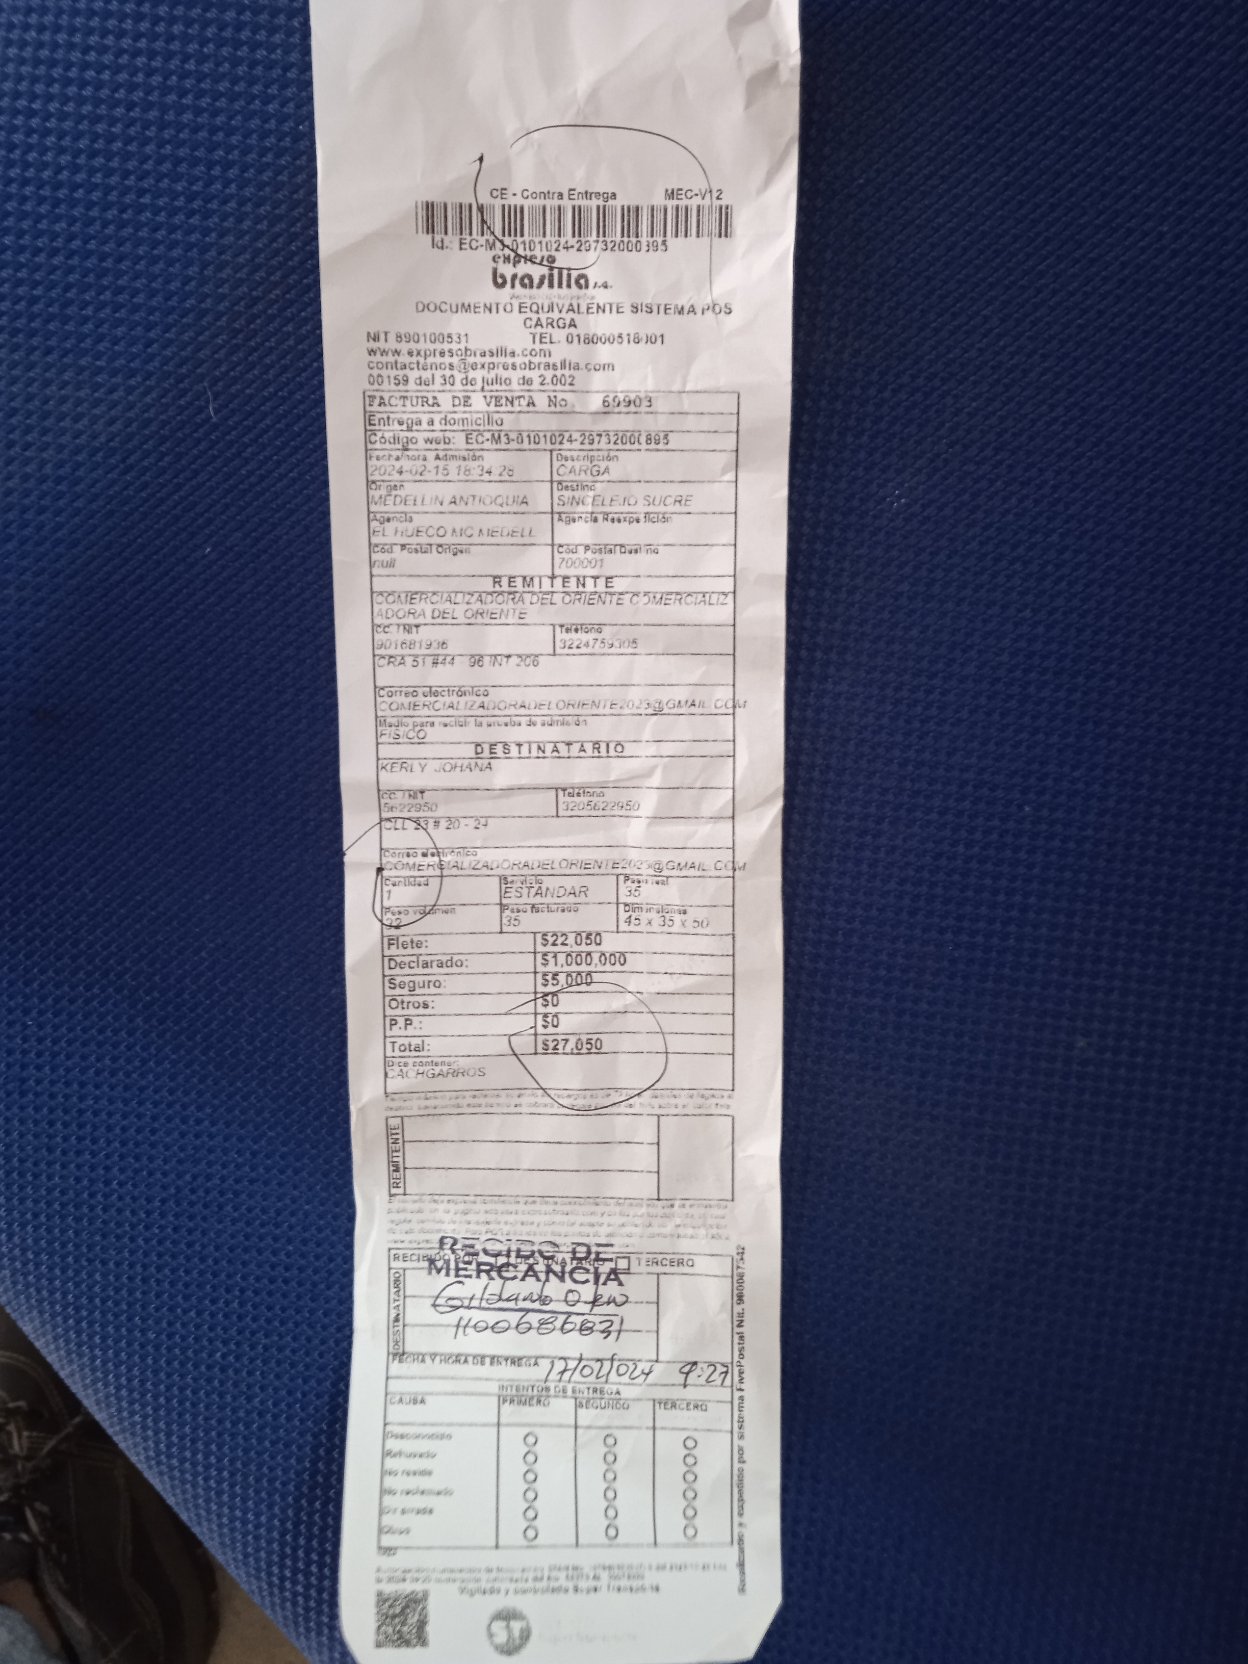 CE - Contra Entrega MEC-V12
Id.: EC-M3-0101024-29732000895
expreso
brasilia s.a.
DOCUMENTO EQUIVALENTE SISTEMA POS
CARGA
NIT 890100531 TEL. 018000518001
www.expresobrasilia.com
contactenos@expresobrasilia.com
00159 del 30 de julio de 2.002
FACTURA DE VENTA No. 69903
Entrega a domicilio
Código web: EC-M3-0101024-29732000895
Fecha/hora Admisión Descripción
2024-02-15 18:34:28 CARGA
Origen Destino
MEDELLIN ANTIOQUIA SINCELEJO SUCRE
Agencia Agencia Reexpedición
EL HUECO MC MEDELL
Cód. Postal Origen Cód. Postal Destino
null 700001
REMITENTE
COMERCIALIZADORA DEL ORIENTE COMERCIALIZ
ADORA DEL ORIENTE
CC. / NIT Teléfono
901681936 3224759305
CRA 51 #44 - 96 INT 206
Correo electrónico
COMERCIALIZADORADELORIENTE2023@GMAIL.COM
Medio para recibir la prueba de admisión
FISICO
DESTINATARIO
KERLY JOHANA
CC. / NIT Teléfono
5622950 3205622950
CLL 23 # 20 - 24
Correo electrónico
COMERCIALIZADORADELORIENTE2023@GMAIL.COM
Cantidad Servicio Peso real
1 ESTANDAR 35
Peso volumen Peso facturado Dimensiones
32 35 45 x 35 x 50
Flete: $22,050
Declarado: $1,000,000
Seguro: $5,000
Otros: $0
P.P.: $0
Total: $27,050
Dice contener:
CACHGARROS
REMITENTE
RECIBIDO POR DESTINATARIO TERCERO
RECIBO DE
MERCANCIA
DESTINATARIO
1100686831
FECHA Y HORA DE ENTREGA 17/02/024 9:27
INTENTOS DE ENTREGA
CAUSA PRIMERO SEGUNDO TERCERO
Desconocido
Rehusado
No reside
No reclamado
Dir errada
Otros
Vigilado y controlado Super Transporte
ST